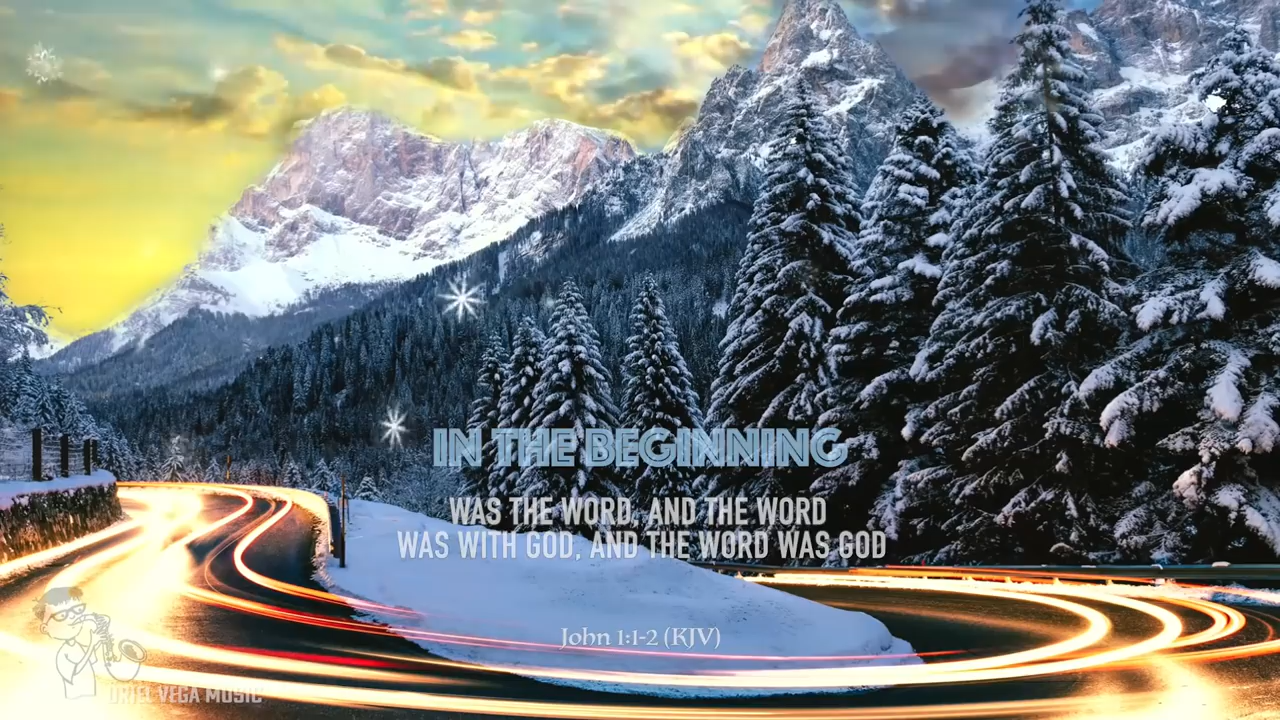 IN THE BEGINNING
WAS THE WORD, AND THE WORD
WAS WITH GOD, AND THE WORD WAS GOD
John 1:1-2 (KJV)
ORIEL VEGA MUSIC